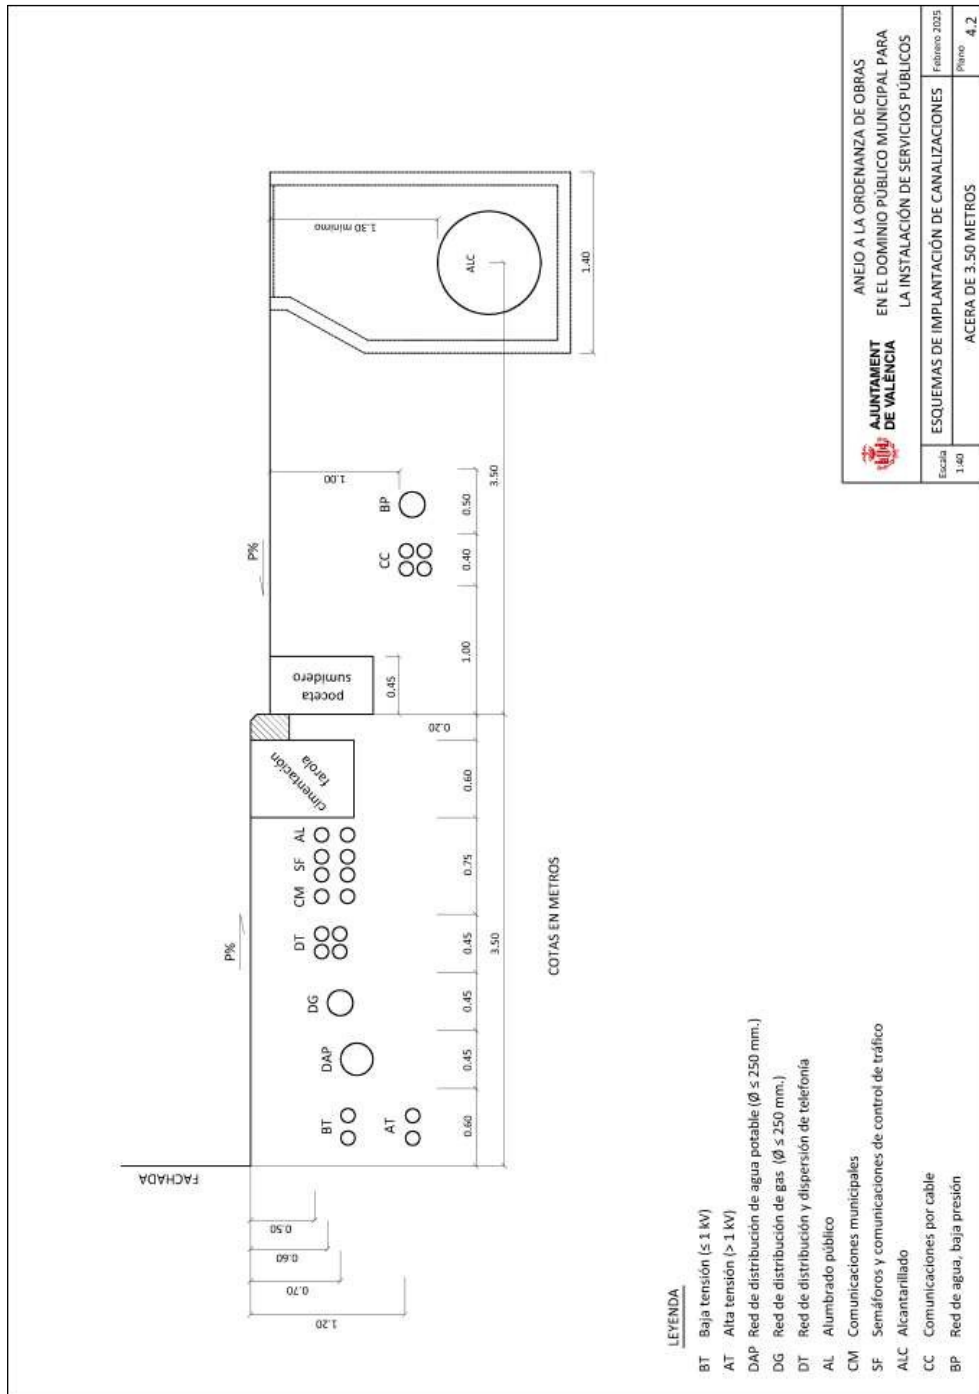 FACHADA
P%
P%
0.50
0.60
0.70
1.20
BT
AT
DAP
DG
DT
CM
SF
AL
cimentación
farola
poceta
sumidero
0.45
0.20
CC
BP
1.00
ALC
1.30 mínimo
1.40
0.60
0.45
0.45
0.45
0.75
0.60
1.00
0.40
0.50
3.50
3.50
COTAS EN METROS
LEYENDA
BT Baja tensión (≤ 1 kV)
AT Alta tensión (> 1 kV)
DAP Red de distribución de agua potable (Ø ≤ 250 mm.)
DG Red de distribución de gas (Ø ≤ 250 mm.)
DT Red de distribución y dispersión de telefonía
AL Alumbrado público
CM Comunicaciones municipales
SF Semáforos y comunicaciones de control de tráfico
ALC Alcantarillado
CC Comunicaciones por cable
BP Red de agua, baja presión
AJUNTAMENT
DE VALÈNCIA
ANEJO A LA ORDENANZA DE OBRAS
EN EL DOMINIO PÚBLICO MUNICIPAL PARA
LA INSTALACIÓN DE SERVICIOS PÚBLICOS
Escala
1:40
ESQUEMAS DE IMPLANTACIÓN DE CANALIZACIONES
Febrero 2025
ACERA DE 3.50 METROS
Plano 4.2